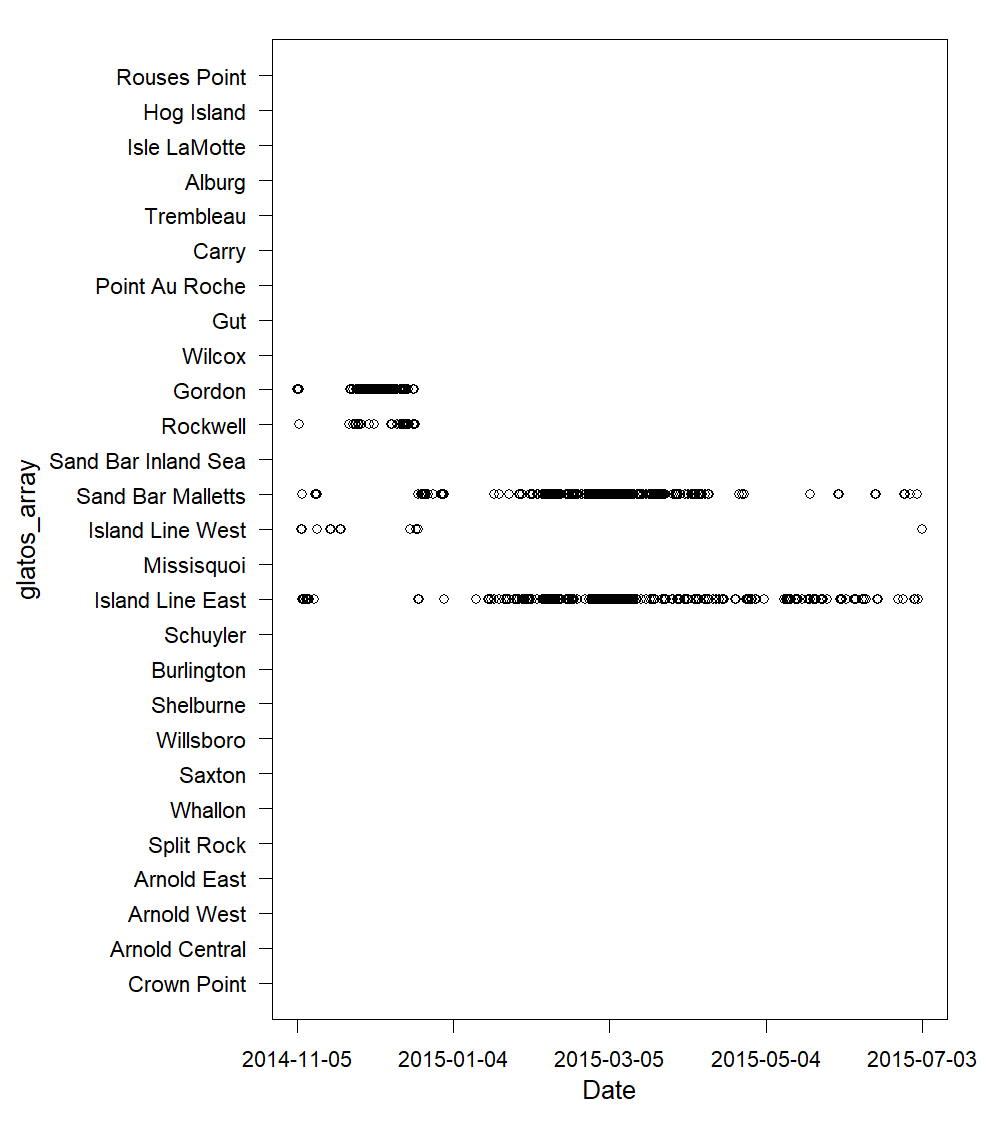 Rouses Point
Hog Island
Isle LaMotte
Alburg
Trembleau
Carry
Point Au Roche
Gut
Wilcox
Gordon
Rockwell
Sand Bar Inland Sea
Sand Bar Malletts
Island Line West
Missisquoi
Island Line East
Schuyler
Burlington
Shelburne
Willsboro
Saxton
Whallon
Split Rock
Arnold East
Arnold West
Arnold Central
Crown Point
glatos_array
2014-11-05 2015-01-04 2015-03-05 2015-05-04 2015-07-03
Date